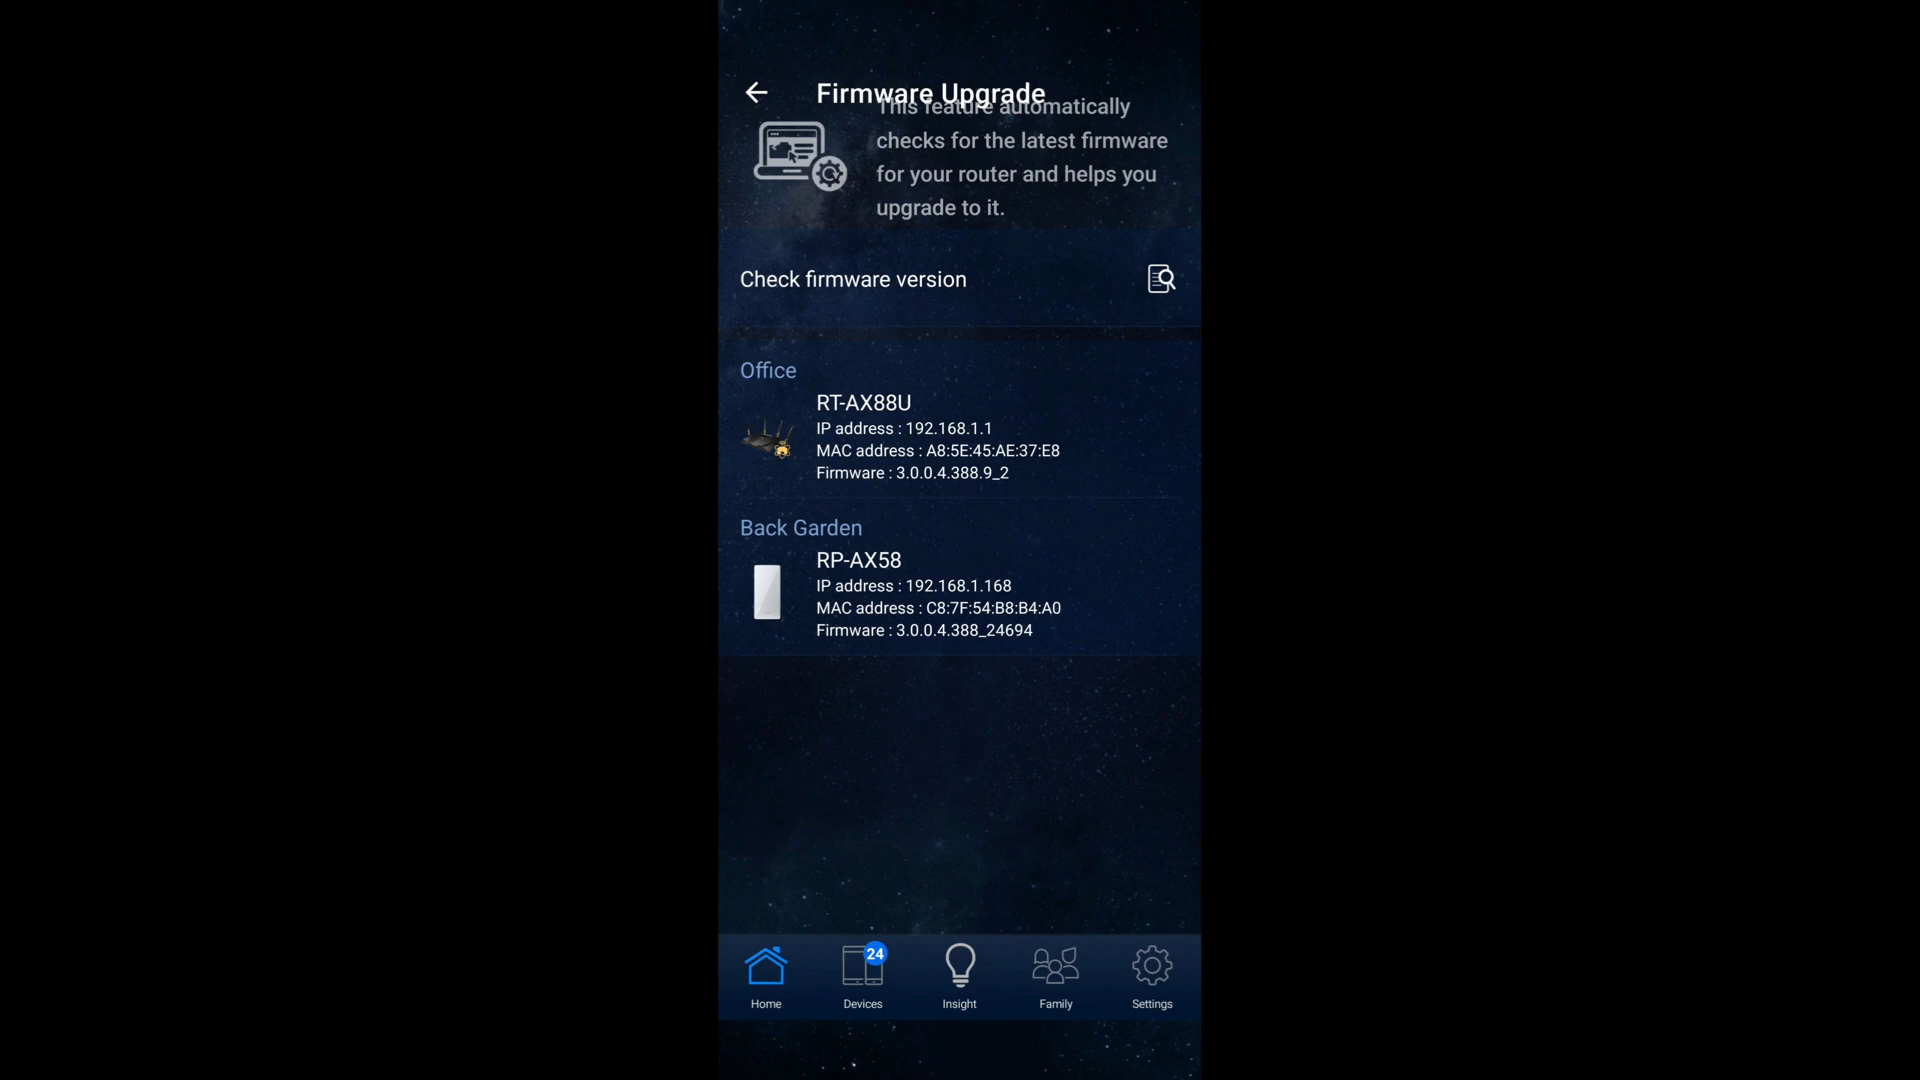 Firmware Upgrade
This feature automatically
checks for the latest firmware
for your router and helps you
upgrade to it.
Check firmware version
Office
RT-AX88U
IP address : 192.168.1.1
MAC address : A8:5E:45:AE:37:E8
Firmware : 3.0.0.4.388.9_2
Back Garden
RP-AX58
IP address : 192.168.1.168
MAC address : C8:7F:54:B8:B4:A0
Firmware : 3.0.0.4.388_24694
24
Home Devices Insight Family Settings